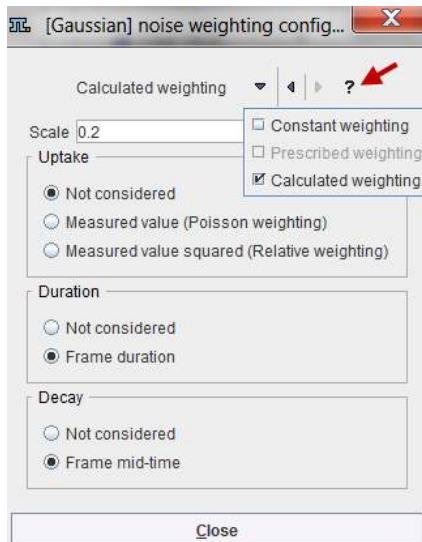 [Gaussian] noise weighting config...
Calculated weighting
?
Constant weighting
Scale 0.2
Prescribed weighting
Uptake
Calculated weighting
Not considered
Measured value (Poisson weighting)
Measured value squared (Relative weighting)
Duration
Not considered
Frame duration
Decay
Not considered
Frame mid-time
Close